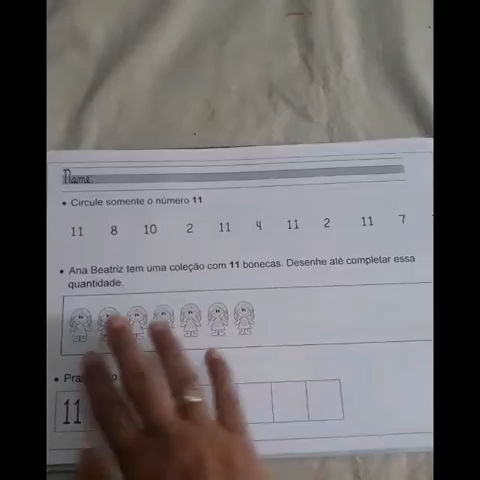 Name:
• Circule somente o número 11
11 8 10 2 11 4 11 2 11 7
• Ana Beatriz tem uma coleção com 11 bonecas. Desenhe até completar essa
quantidade.
11